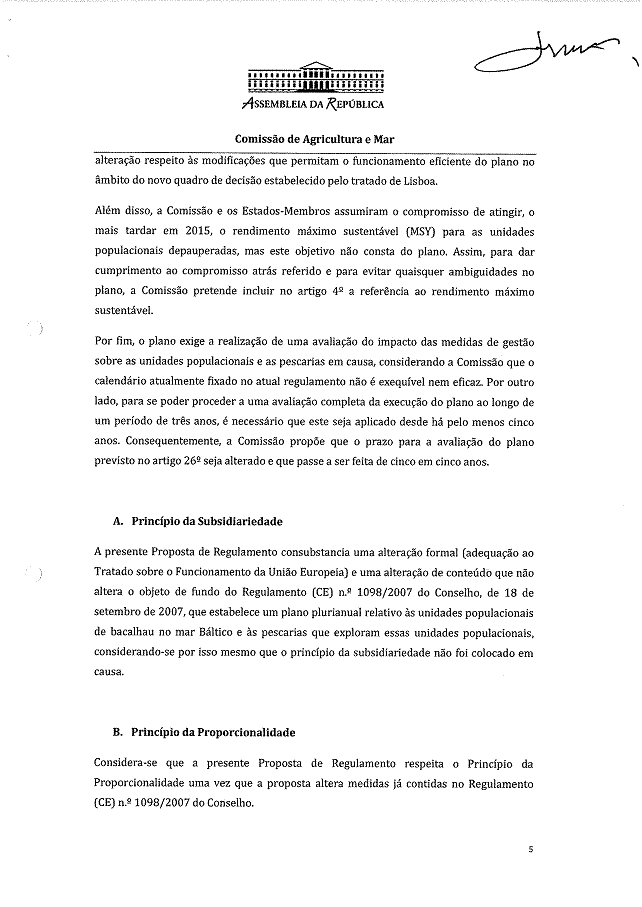 ASSEMBLEIA DA REPÚBLICA
Comissão de Agricultura e Mar
alteração respeito às modificações que permitam o funcionamento eficiente do plano no
âmbito do novo quadro de decisão estabelecido pelo tratado de Lisboa.
Além disso, a Comissão e os Estados-Membros assumiram o compromisso de atingir, o
mais tardar em 2015, o rendimento máximo sustentável (MSY) para as unidades
populacionais depauperadas, mas este objetivo não consta do plano. Assim, para dar
cumprimento ao compromisso atrás referido e para evitar quaisquer ambiguidades no
plano, a Comissão pretende incluir no artigo 4º a referência ao rendimento máximo
sustentável.
Por fim, o plano exige a realização de uma avaliação do impacto das medidas de gestão
sobre as unidades populacionais e as pescarias em causa, considerando a Comissão que o
calendário atualmente fixado no atual regulamento não é exequível nem eficaz. Por outro
lado, para se poder proceder a uma avaliação completa da execução do plano ao longo de
um período de três anos, é necessário que este seja aplicado desde há pelo menos cinco
anos. Consequentemente, a Comissão propõe que o prazo para a avaliação do plano
previsto no artigo 26º seja alterado e que passe a ser feita de cinco em cinco anos.
A. Princípio da Subsidiariedade
A presente Proposta de Regulamento consubstancia uma alteração formal (adequação ao
Tratado sobre o Funcionamento da União Europeia) e uma alteração de conteúdo que não
altera o objeto de fundo do Regulamento (CE) n.º 1098/2007 do Conselho, de 18 de
setembro de 2007, que estabelece um plano plurianual relativo às unidades populacionais
de bacalhau no mar Báltico e às pescarias que exploram essas unidades populacionais,
considerando-se por isso mesmo que o princípio da subsidiariedade não foi colocado em
causa.
B. Princípio da Proporcionalidade
Considera-se que a presente Proposta de Regulamento respeita o Princípio da
Proporcionalidade uma vez que a proposta altera medidas já contidas no Regulamento
(CE) n.º 1098/2007 do Conselho.
5